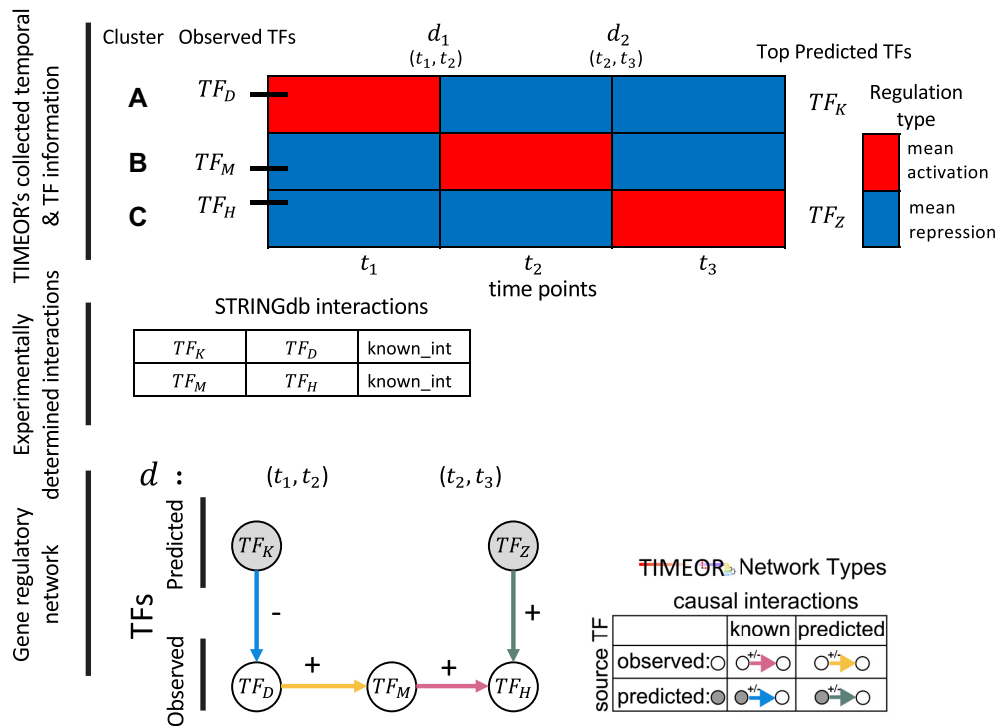 TIMEOR's collected temporal
& TF information
Cluster
Observed TFs
d1
(t1, t2)
d2
(t2, t3)
Top Predicted TFs
A
TFD
TFK
B
TFM
C
TFH
TFZ
Regulation
type
mean
activation
mean
repression
t1
t2
t3
time points
Experimentally
determined interactions
STRINGdb interactions
TFK TFD known_int
TFM TFH known_int
Gene regulatory
network
d :
(t1, t2)
(t2, t3)
TFs
Predicted
Observed
TFK
TFZ
-
+
TFD
+
TFM
+
TFH
TIMEOR Network Types
causal interactions
source TF
known predicted
observed: +/- +/-
predicted: +/- +/-